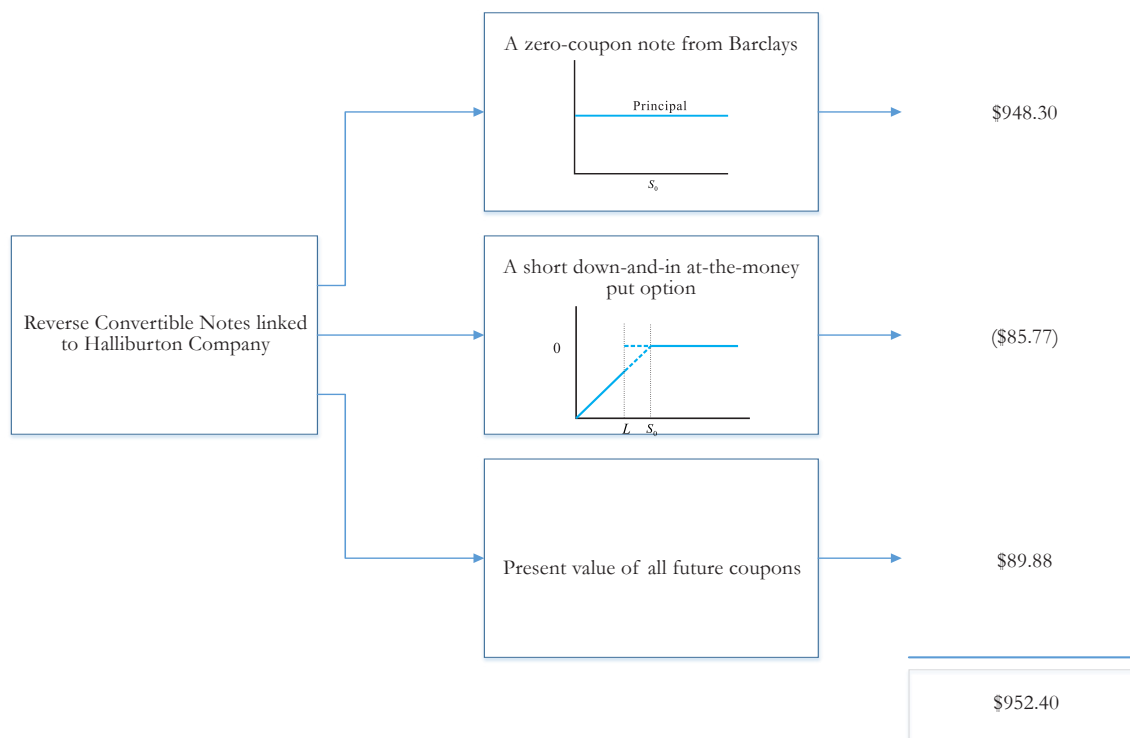 A zero-coupon note from Barclays
Principal
S0
$948.30
Reverse Convertible Notes linked
to Halliburton Company
A short down-and-in at-the-money
put option
0
L S0
($85.77)
Present value of all future coupons
$89.88
$952.40